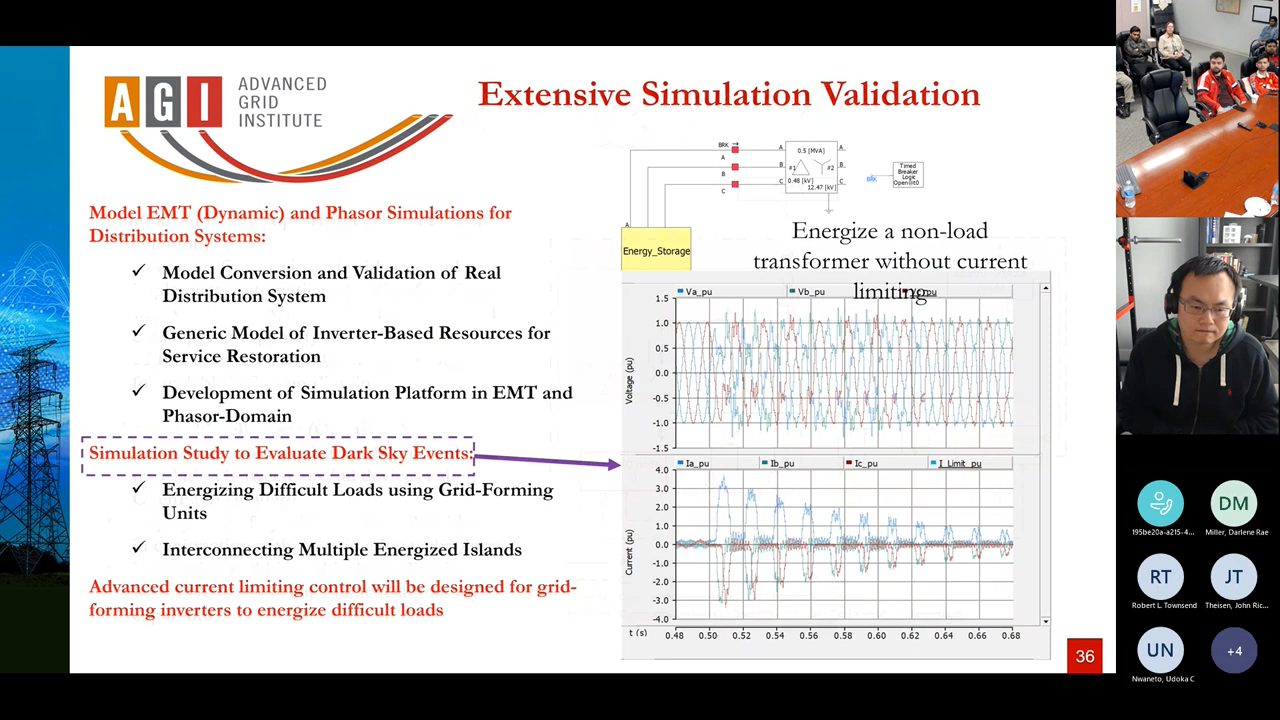 AGI
ADVANCED
GRID
INSTITUTE
Extensive Simulation Validation
Model EMT (Dynamic) and Phasor Simulations for
Distribution Systems:
✓ Model Conversion and Validation of Real
Distribution System
✓ Generic Model of Inverter-Based Resources for
Service Restoration
✓ Development of Simulation Platform in EMT and
Phasor-Domain
Simulation Study to Evaluate Dark Sky Events:
✓ Energizing Difficult Loads using Grid-Forming
Units
✓ Interconnecting Multiple Energized Islands
Advanced current limiting control will be designed for grid-
forming inverters to energize difficult loads
BRK
A
B
C
A
B
C
0.5 [MVA]
#1
#2
0.48 [kV]
12.47 [kV]
A
B
C
BRK
Timed
Breaker
Logic
Open@t0
A
Energy_Storage
Energize a non-load
transformer without current
limiting
Va_pu
Vb_pu
1.5
1.0
0.5
0.0
-0.5
-1.0
-1.5
Voltage (pu)
Ia_pu
Ib_pu
Ic_pu
I_Limit_pu
4.0
3.0
2.0
1.0
0.0
-1.0
-2.0
-3.0
-4.0
Current (pu)
t (s)
0.48
0.50
0.52
0.54
0.56
0.58
0.60
0.62
0.64
0.66
0.68
36
195be20a-a215-4...
DM
Miller, Darlene Rae
RT
Robert L. Townsend
JT
Theisen, John Ric...
UN
Nwaneto, Udoka C
+4